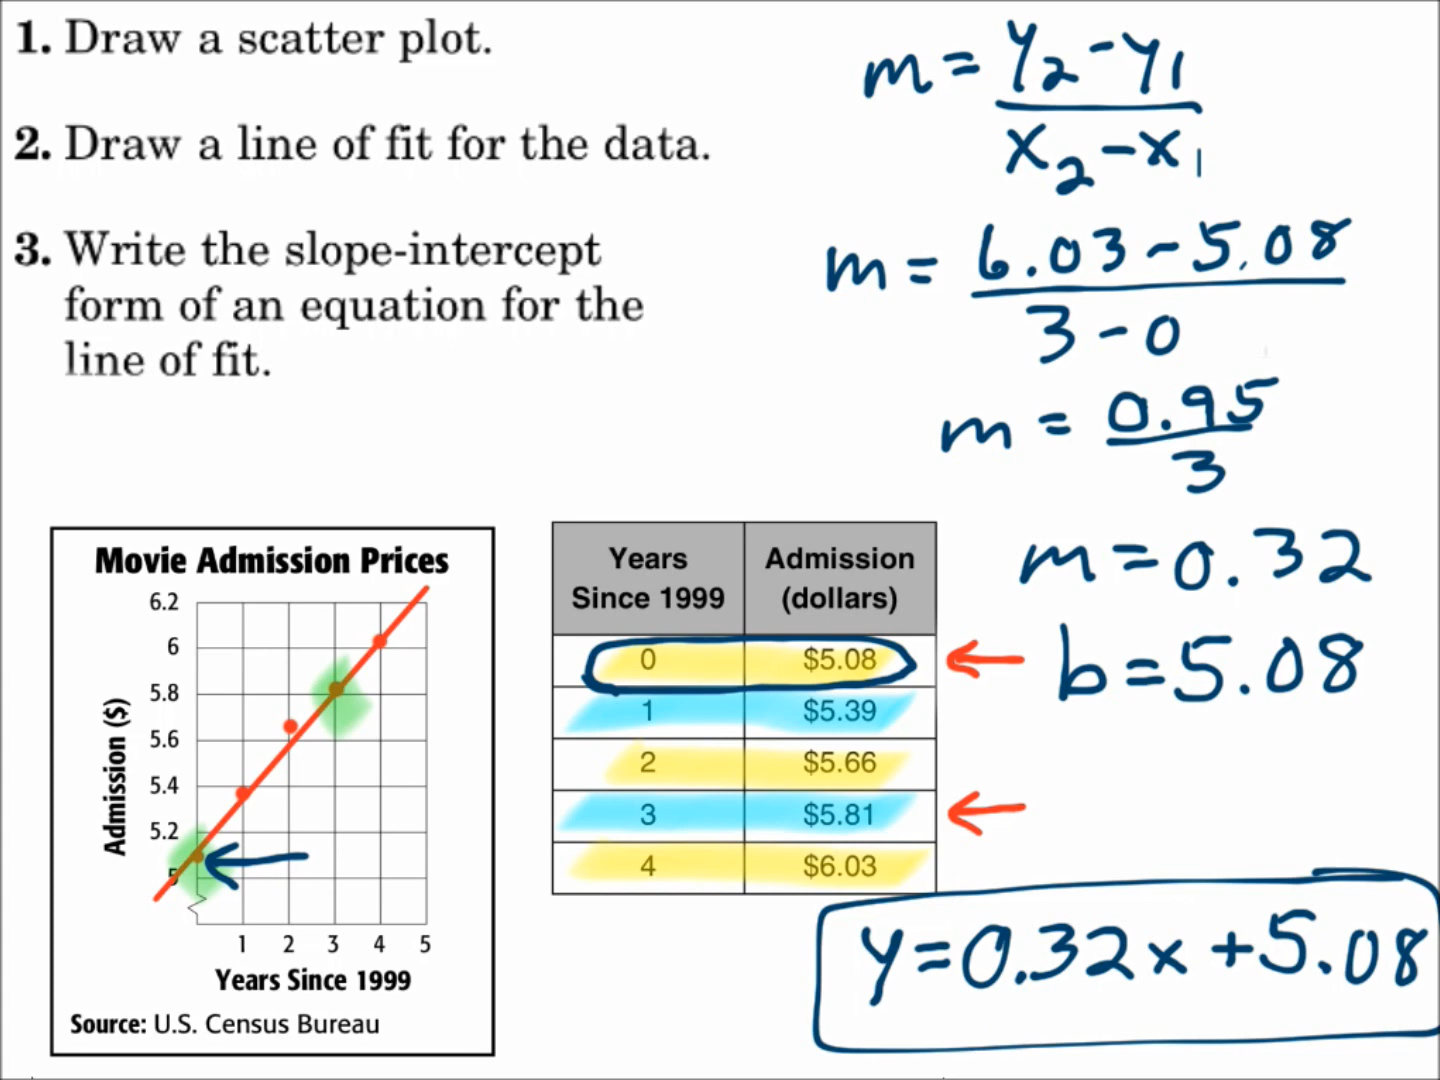 1. Draw a scatter plot.
2. Draw a line of fit for the data.
3. Write the slope-intercept
form of an equation for the
line of fit.
m = y2 - y1
x2 - x1
m = 6.03 - 5.08
3 - 0
m = 0.95
3
m = 0.32
b = 5.08
Movie Admission Prices
Admission ($)
6.2
6
5.8
5.6
5.4
5.2
5
1 2 3 4 5
Years Since 1999
Source: U.S. Census Bureau
Years Since 1999 Admission (dollars)
0 $5.08
1 $5.39
2 $5.66
3 $5.81
4 $6.03
y = 0.32x + 5.08